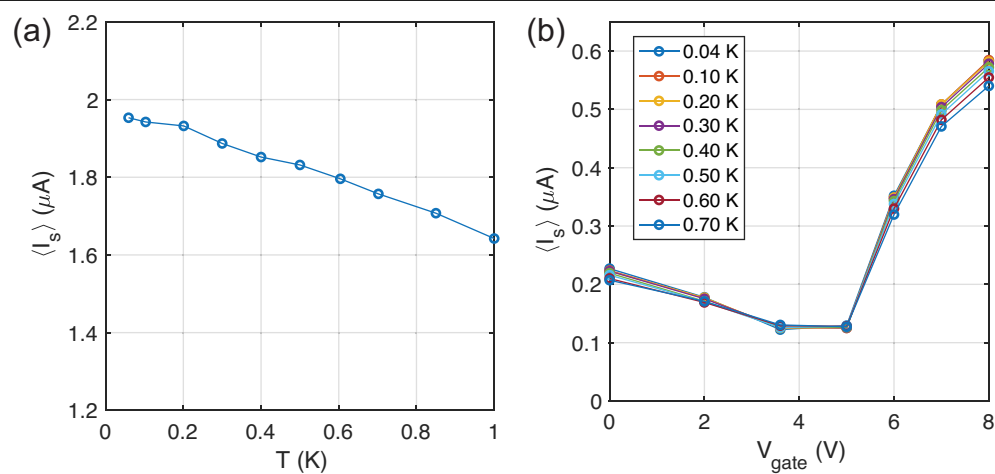 (a)
2.2
2
1.8
1.6
1.4
1.2
⟨I_s⟩ (μA)
0 0.2 0.4 0.6 0.8 1
T (K)
(b)
0.6
0.5
0.4
0.3
0.2
0.1
0
⟨I_s⟩ (μA)
0.04 K
0.10 K
0.20 K
0.30 K
0.40 K
0.50 K
0.60 K
0.70 K
0 2 4 6 8
V_gate (V)